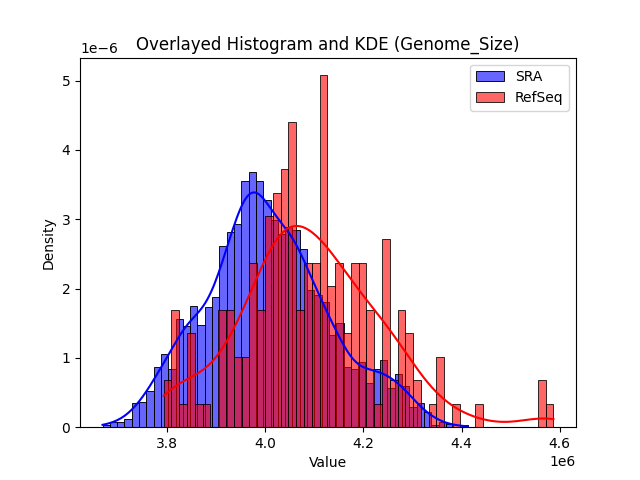 Overlayed Histogram and KDE (Genome_Size)
1e−6
SRA
RefSeq
5
4
3
2
1
0
Density
3.8 4.0 4.2 4.4 4.6
Value
1e6